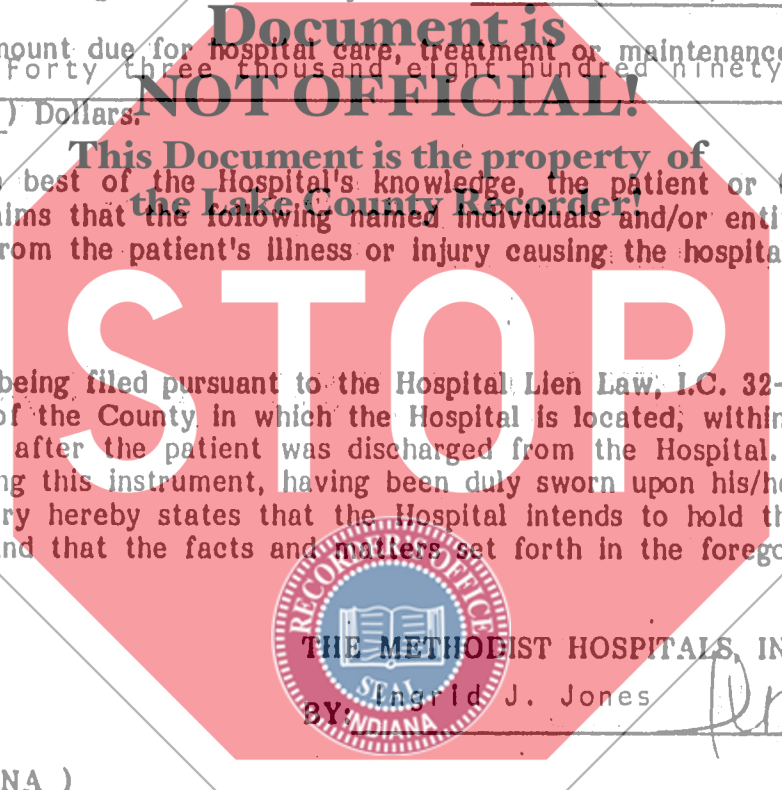 Document is
mount due for hospital care, treatment or maintenance
Forty three thousand eight hundred ninety
NOT OFFICIAL!
) Dollars.
This Document is the property of
best of the Hospital's knowledge, the patient or
the Lake County Recorder!
ims that the following named individuals and/or enti
rom the patient's illness or injury causing the hospita
STOP
being filed pursuant to the Hospital Lien Law, I.C. 32-
of the County in which the Hospital is located, within
after the patient was discharged from the Hospital.
ng this instrument, having been duly sworn upon his/he
ry hereby states that the Hospital intends to hold th
nd that the facts and matters set forth in the forego
RECORDER'S OFFICE
THE METHODIST HOSPITALS, IN
SEAL
Ingrid J. Jones
BY:
INDIANA
NA )